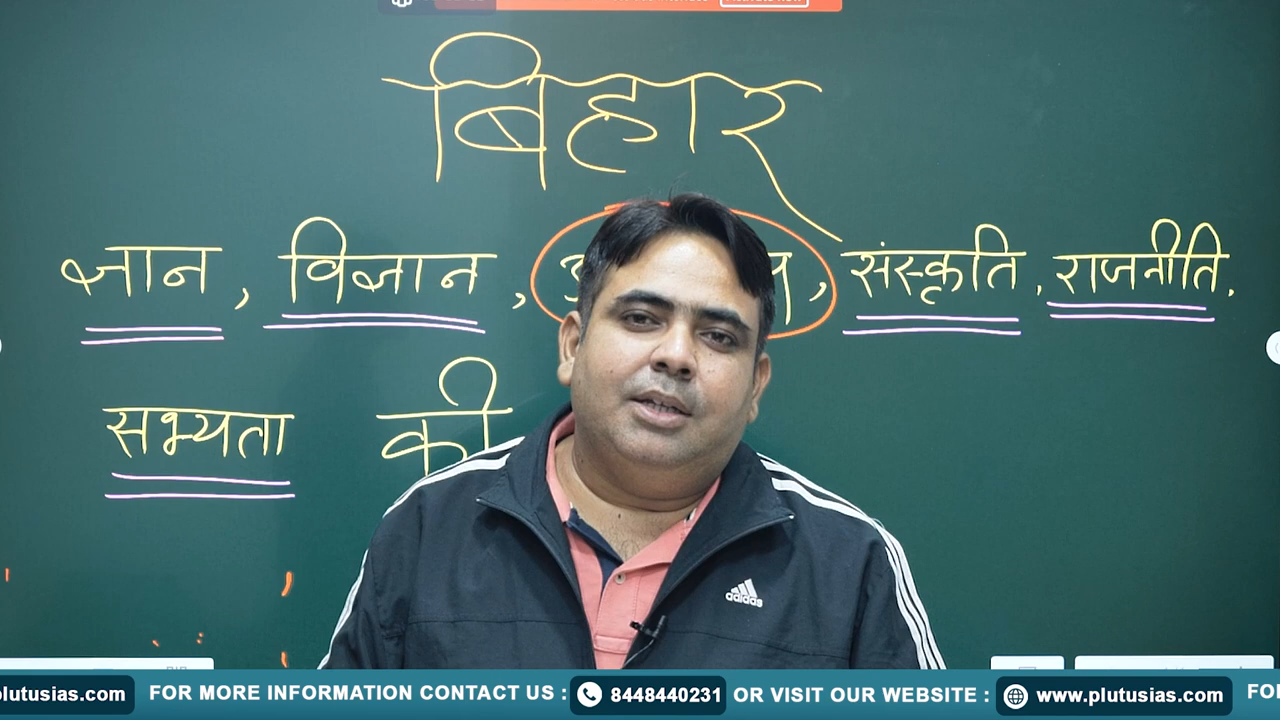 बिहार
ज्ञान, विज्ञान, संस्कृति, राजनीति,
सभ्यता की
adidas
plutusias.com FOR MORE INFORMATION CONTACT US : 8448440231 OR VISIT OUR WEBSITE : www.plutusias.com